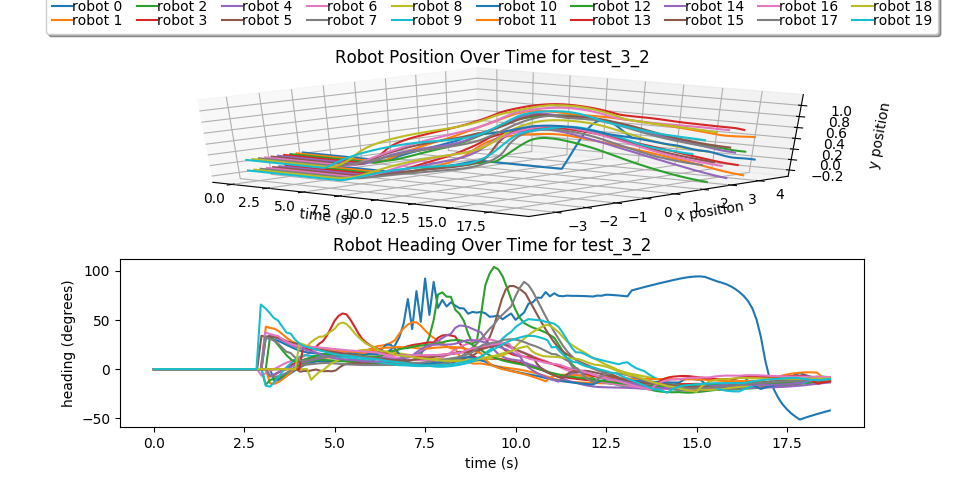 robot 0 robot 2 robot 4 robot 6 robot 8 robot 10 robot 12 robot 14 robot 16 robot 18
robot 1 robot 3 robot 5 robot 7 robot 9 robot 11 robot 13 robot 15 robot 17 robot 19
Robot Position Over Time for test_3_2
1.0
0.8
0.6
0.4
0.2
0.0
−0.2
y position
0.0 2.5 5.0 7.5 10.0 12.5 15.0 17.5
time (s)
−3 −2 −1 0 1 2 3 4
x position
Robot Heading Over Time for test_3_2
100
50
0
−50
heading (degrees)
0.0 2.5 5.0 7.5 10.0 12.5 15.0 17.5
time (s)